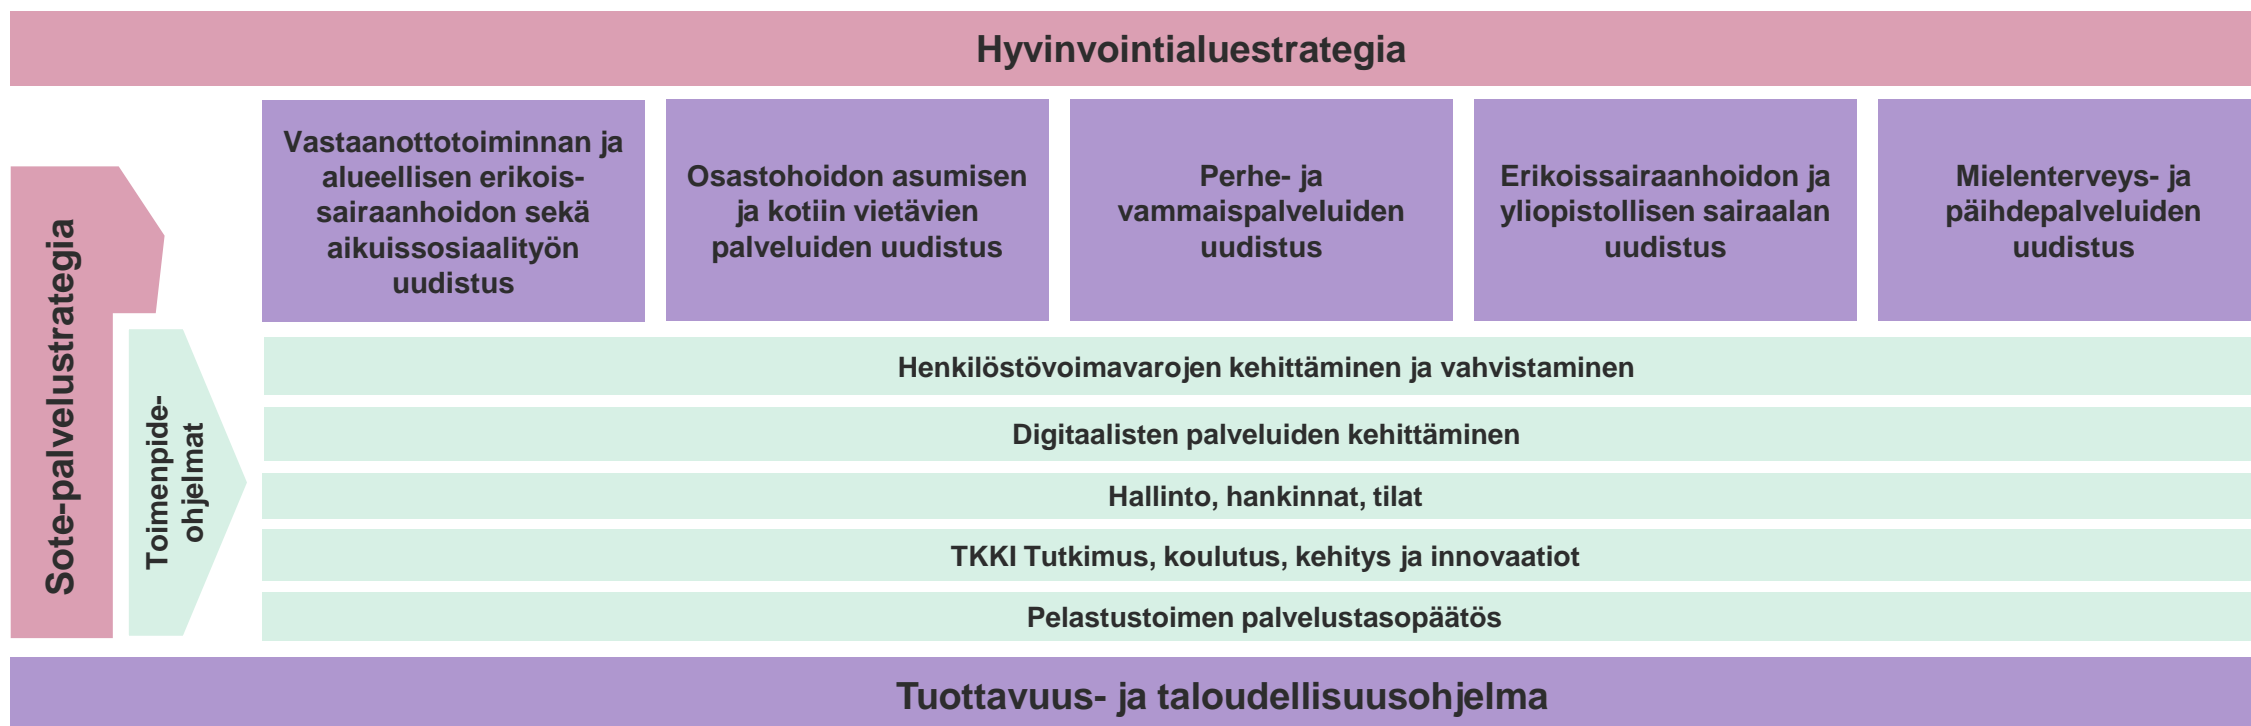 Hyvinvointialuestrategia
Sote-palvelustrategia
Vastaanottotoiminnan ja
alueellisen erikois-
sairaanhoidon sekä
aikuissosiaalityön
uudistus
Osastohoidon asumisen
ja kotiin vietävien
palveluiden uudistus
Perhe- ja
vammaispalveluiden
uudistus
Erikoissairaanhoidon ja
yliopistollisen sairaalan
uudistus
Mielenterveys- ja
päihdepalveluiden
uudistus
Toimenpide-
ohjelmat
Henkilöstövoimavarojen kehittäminen ja vahvistaminen
Digitaalisten palveluiden kehittäminen
Hallinto, hankinnat, tilat
TKKI Tutkimus, koulutus, kehitys ja innovaatiot
Pelastustoimen palvelustasopäätös
Tuottavuus- ja taloudellisuusohjelma